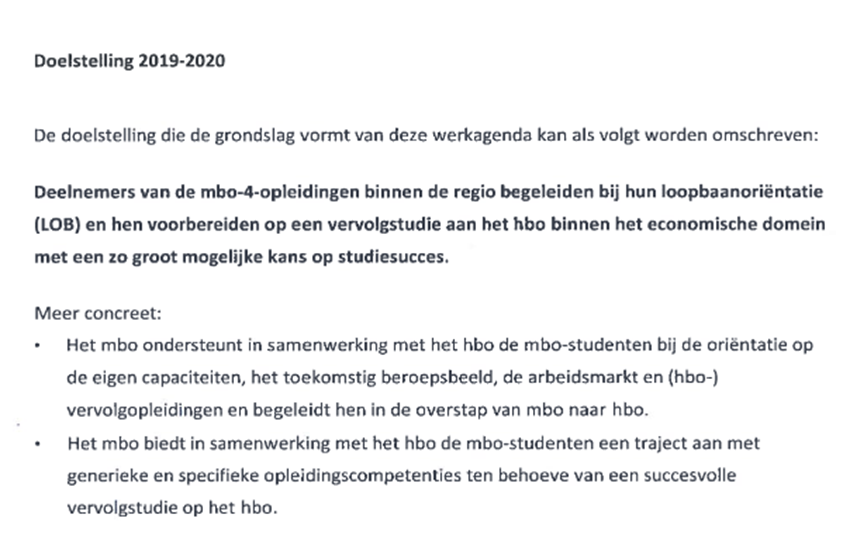 Doelstelling 2019-2020
De doelstelling die de grondslag vormt van deze werkagenda kan als volgt worden omschreven:
Deelnemers van de mbo-4-opleidingen binnen de regio begeleiden bij hun loopbaanoriëntatie
(LOB) en hen voorbereiden op een vervolgstudie aan het hbo binnen het economische domein
met een zo groot mogelijke kans op studiesucces.
Meer concreet:
• Het mbo ondersteunt in samenwerking met het hbo de mbo-studenten bij de oriëntatie op
de eigen capaciteiten, het toekomstig beroepsbeeld, de arbeidsmarkt en (hbo-)
vervolgopleidingen en begeleidt hen in de overstap van mbo naar hbo.
• Het mbo biedt in samenwerking met het hbo de mbo-studenten een traject aan met
generieke en specifieke opleidingscompetenties ten behoeve van een succesvolle
vervolgstudie op het hbo.